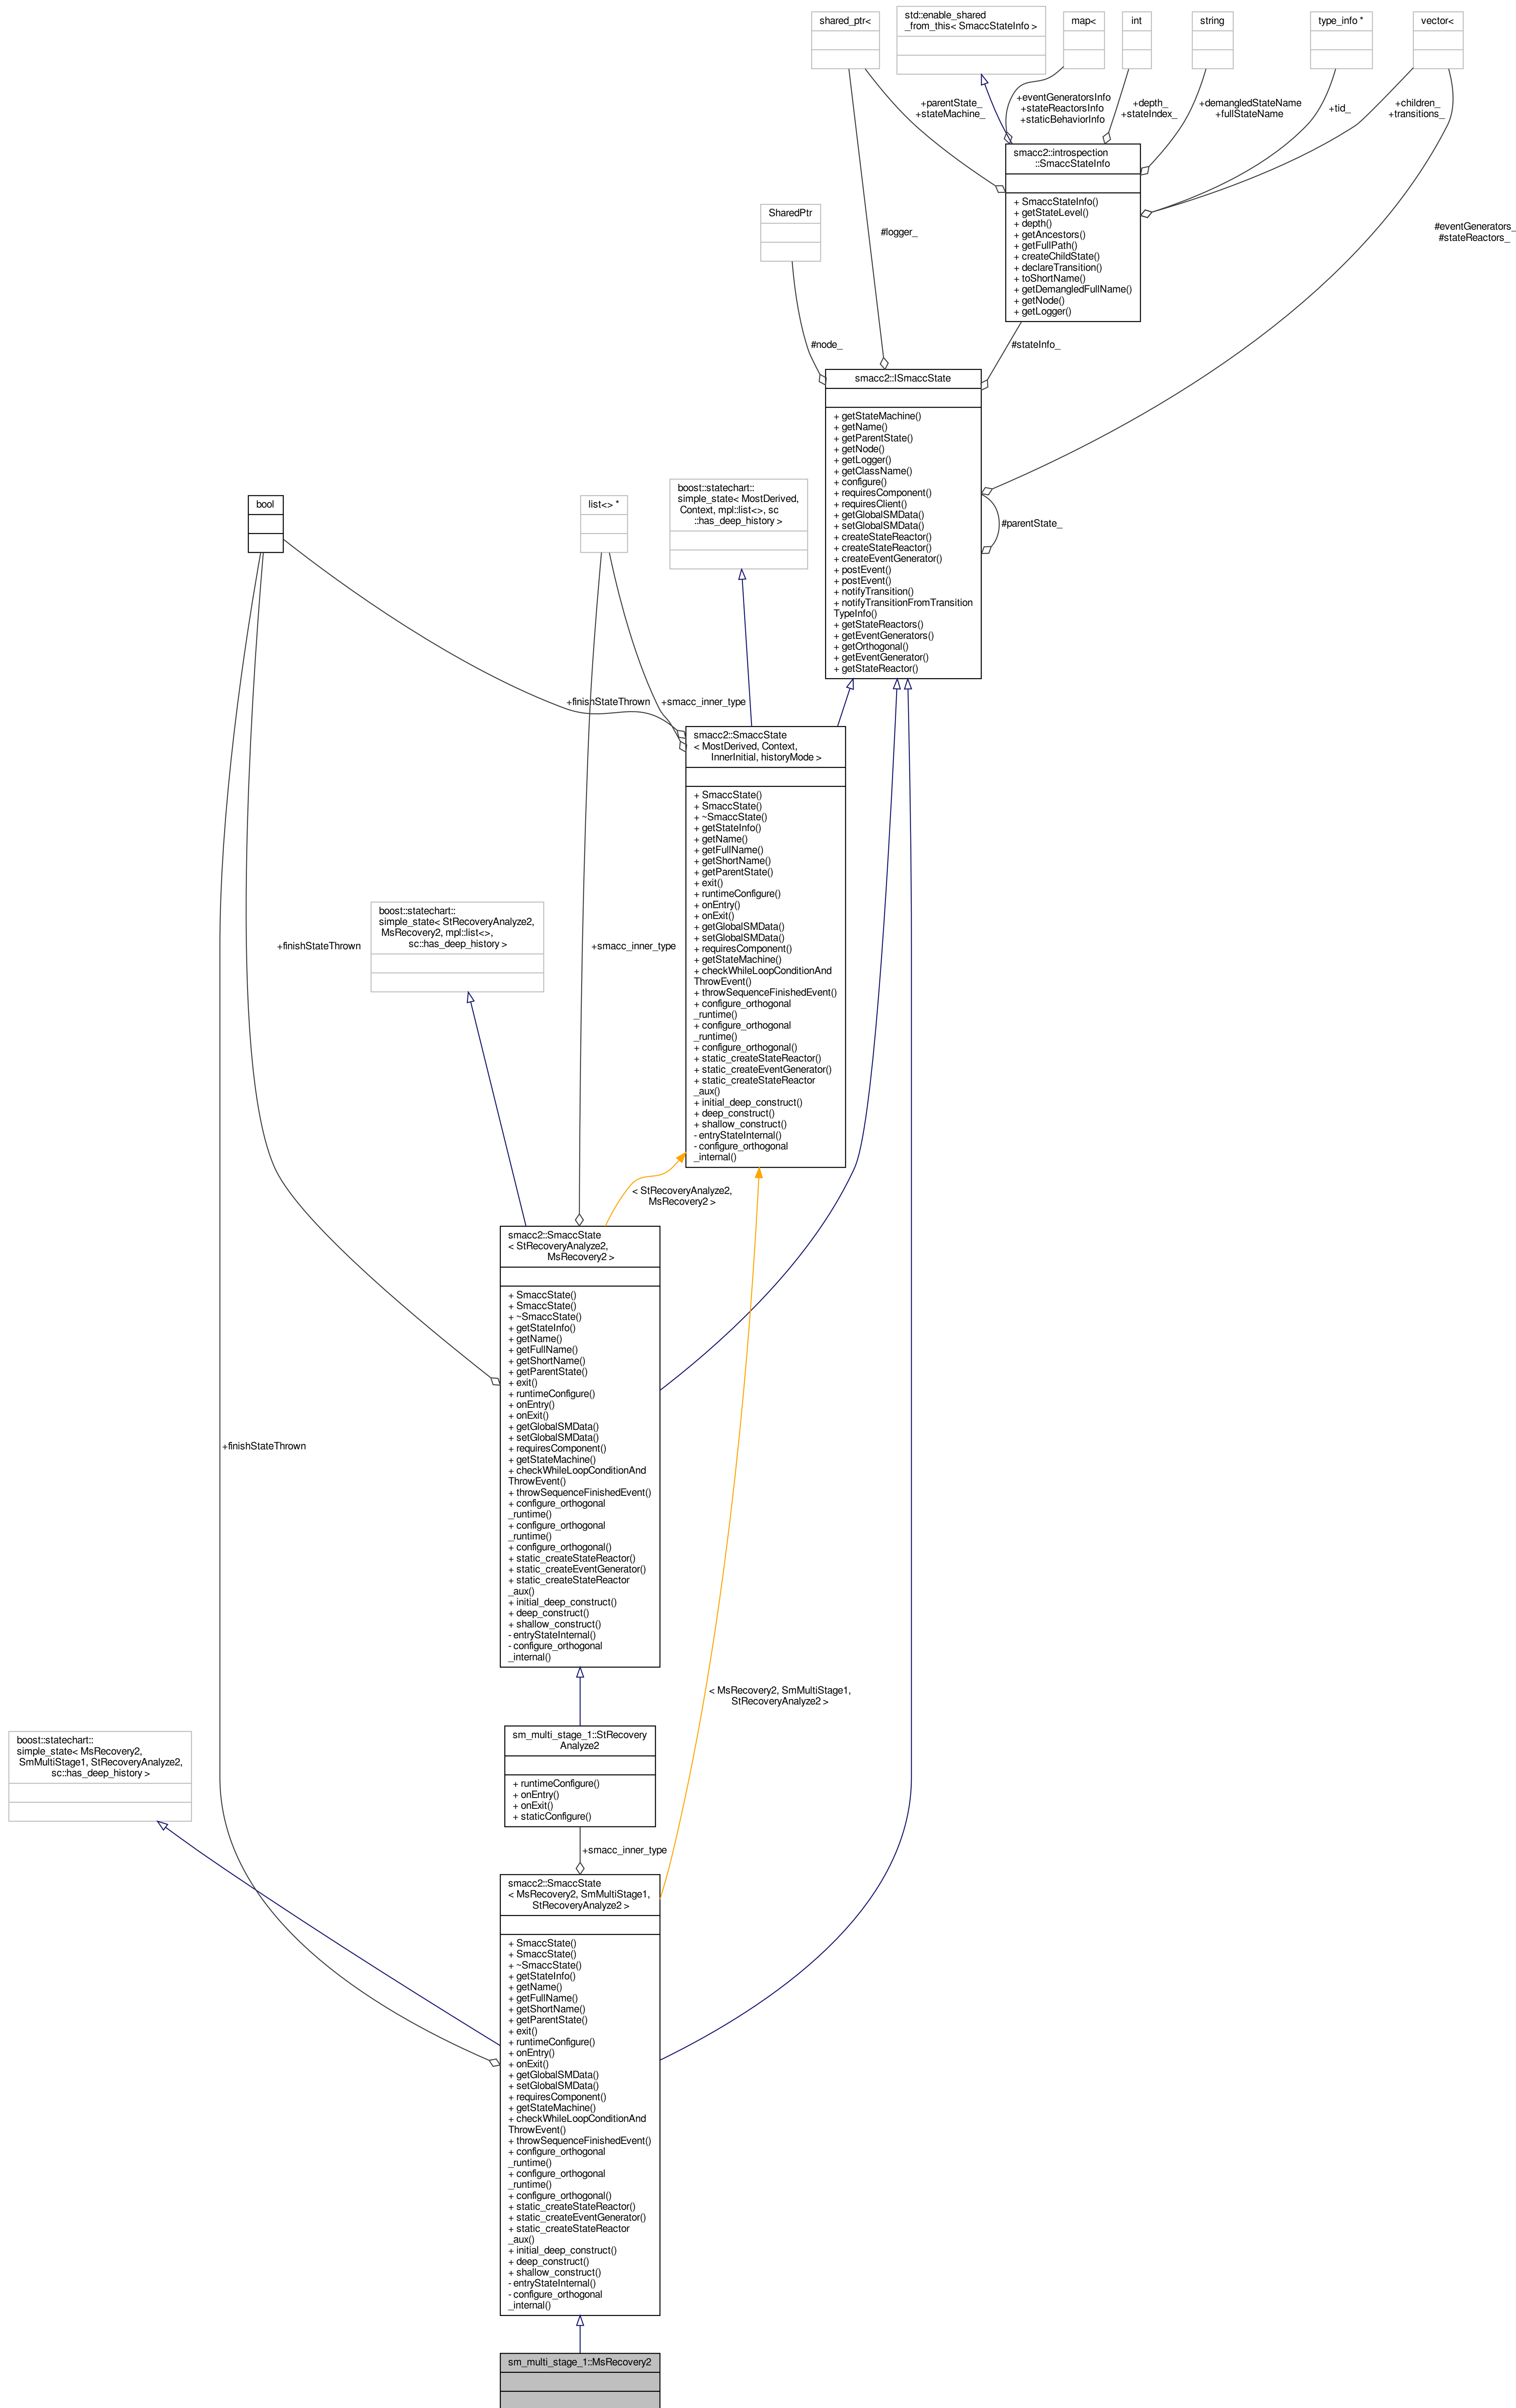 shared_ptr<
std::enable_shared
_from_this< SmaccStateInfo >
map<
int
string
type_info *
vector<
+parentState_
+stateMachine_
+eventGeneratorsInfo
+stateReactorsInfo
+staticBehaviorInfo
+depth_
+stateIndex_
+demangledStateName
+fullStateName
+tid_
+children_
+transitions_
smacc2::introspection
::SmaccStateInfo
+ SmaccStateInfo()
+ getStateLevel()
+ depth()
+ getAncestors()
+ getFullPath()
+ createChildState()
+ declareTransition()
+ toShortName()
+ getDemangledFullName()
+ getNode()
+ getLogger()
SharedPtr
#logger_
#eventGenerators_
#stateReactors_
#node_
#stateInfo_
smacc2::ISmaccState
+ getStateMachine()
+ getName()
+ getParentState()
+ getNode()
+ getLogger()
+ getClassName()
+ configure()
+ requiresComponent()
+ requiresClient()
+ getGlobalSMData()
+ setGlobalSMData()
+ createStateReactor()
+ createStateReactor()
+ createEventGenerator()
+ postEvent()
+ postEvent()
+ notifyTransition()
+ notifyTransitionFromTransition
TypeInfo()
+ getStateReactors()
+ getEventGenerators()
+ getOrthogonal()
+ getEventGenerator()
+ getStateReactor()
#parentState_
bool
list<> *
boost::statechart::
simple_state< MostDerived,
Context, mpl::list<>, sc
::has_deep_history >
+finishStateThrown
+smacc_inner_type
smacc2::SmaccState
< MostDerived, Context,
InnerInitial, historyMode >
+ SmaccState()
+ SmaccState()
+ ~SmaccState()
+ getStateInfo()
+ getName()
+ getFullName()
+ getShortName()
+ getParentState()
+ exit()
+ runtimeConfigure()
+ onEntry()
+ onExit()
+ getGlobalSMData()
+ setGlobalSMData()
+ requiresComponent()
+ getStateMachine()
+ checkWhileLoopConditionAnd
ThrowEvent()
+ throwSequenceFinishedEvent()
+ configure_orthogonal
_runtime()
+ configure_orthogonal
_runtime()
+ configure_orthogonal()
+ static_createStateReactor()
+ static_createEventGenerator()
+ static_createStateReactor
_aux()
+ initial_deep_construct()
+ deep_construct()
+ shallow_construct()
- entryStateInternal()
- configure_orthogonal
_internal()
boost::statechart::
simple_state< StRecoveryAnalyze2,
MsRecovery2, mpl::list<>,
sc::has_deep_history >
+finishStateThrown
+smacc_inner_type
< StRecoveryAnalyze2,
MsRecovery2 >
smacc2::SmaccState
< StRecoveryAnalyze2,
MsRecovery2 >
+ SmaccState()
+ SmaccState()
+ ~SmaccState()
+ getStateInfo()
+ getName()
+ getFullName()
+ getShortName()
+ getParentState()
+ exit()
+ runtimeConfigure()
+ onEntry()
+ onExit()
+ getGlobalSMData()
+ setGlobalSMData()
+ requiresComponent()
+ getStateMachine()
+ checkWhileLoopConditionAnd
ThrowEvent()
+ throwSequenceFinishedEvent()
+ configure_orthogonal
_runtime()
+ configure_orthogonal
_runtime()
+ configure_orthogonal()
+ static_createStateReactor()
+ static_createEventGenerator()
+ static_createStateReactor
_aux()
+ initial_deep_construct()
+ deep_construct()
+ shallow_construct()
- entryStateInternal()
- configure_orthogonal
_internal()
+finishStateThrown
< MsRecovery2, SmMultiStage1,
StRecoveryAnalyze2 >
boost::statechart::
simple_state< MsRecovery2,
SmMultiStage1, StRecoveryAnalyze2,
sc::has_deep_history >
sm_multi_stage_1::StRecovery
Analyze2
+ runtimeConfigure()
+ onEntry()
+ onExit()
+ staticConfigure()
+smacc_inner_type
smacc2::SmaccState
< MsRecovery2, SmMultiStage1,
StRecoveryAnalyze2 >
+ SmaccState()
+ SmaccState()
+ ~SmaccState()
+ getStateInfo()
+ getName()
+ getFullName()
+ getShortName()
+ getParentState()
+ exit()
+ runtimeConfigure()
+ onEntry()
+ onExit()
+ getGlobalSMData()
+ setGlobalSMData()
+ requiresComponent()
+ getStateMachine()
+ checkWhileLoopConditionAnd
ThrowEvent()
+ throwSequenceFinishedEvent()
+ configure_orthogonal
_runtime()
+ configure_orthogonal
_runtime()
+ configure_orthogonal()
+ static_createStateReactor()
+ static_createEventGenerator()
+ static_createStateReactor
_aux()
+ initial_deep_construct()
+ deep_construct()
+ shallow_construct()
- entryStateInternal()
- configure_orthogonal
_internal()
sm_multi_stage_1::MsRecovery2